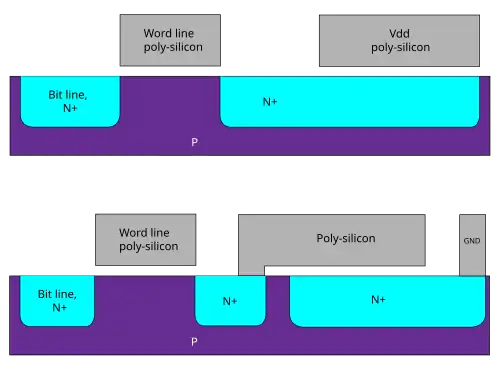 Word line
poly-silicon
Vdd
poly-silicon
Bit line,
N+
N+
P
Word line
poly-silicon
Poly-silicon
GND
Bit line,
N+
N+
N+
P